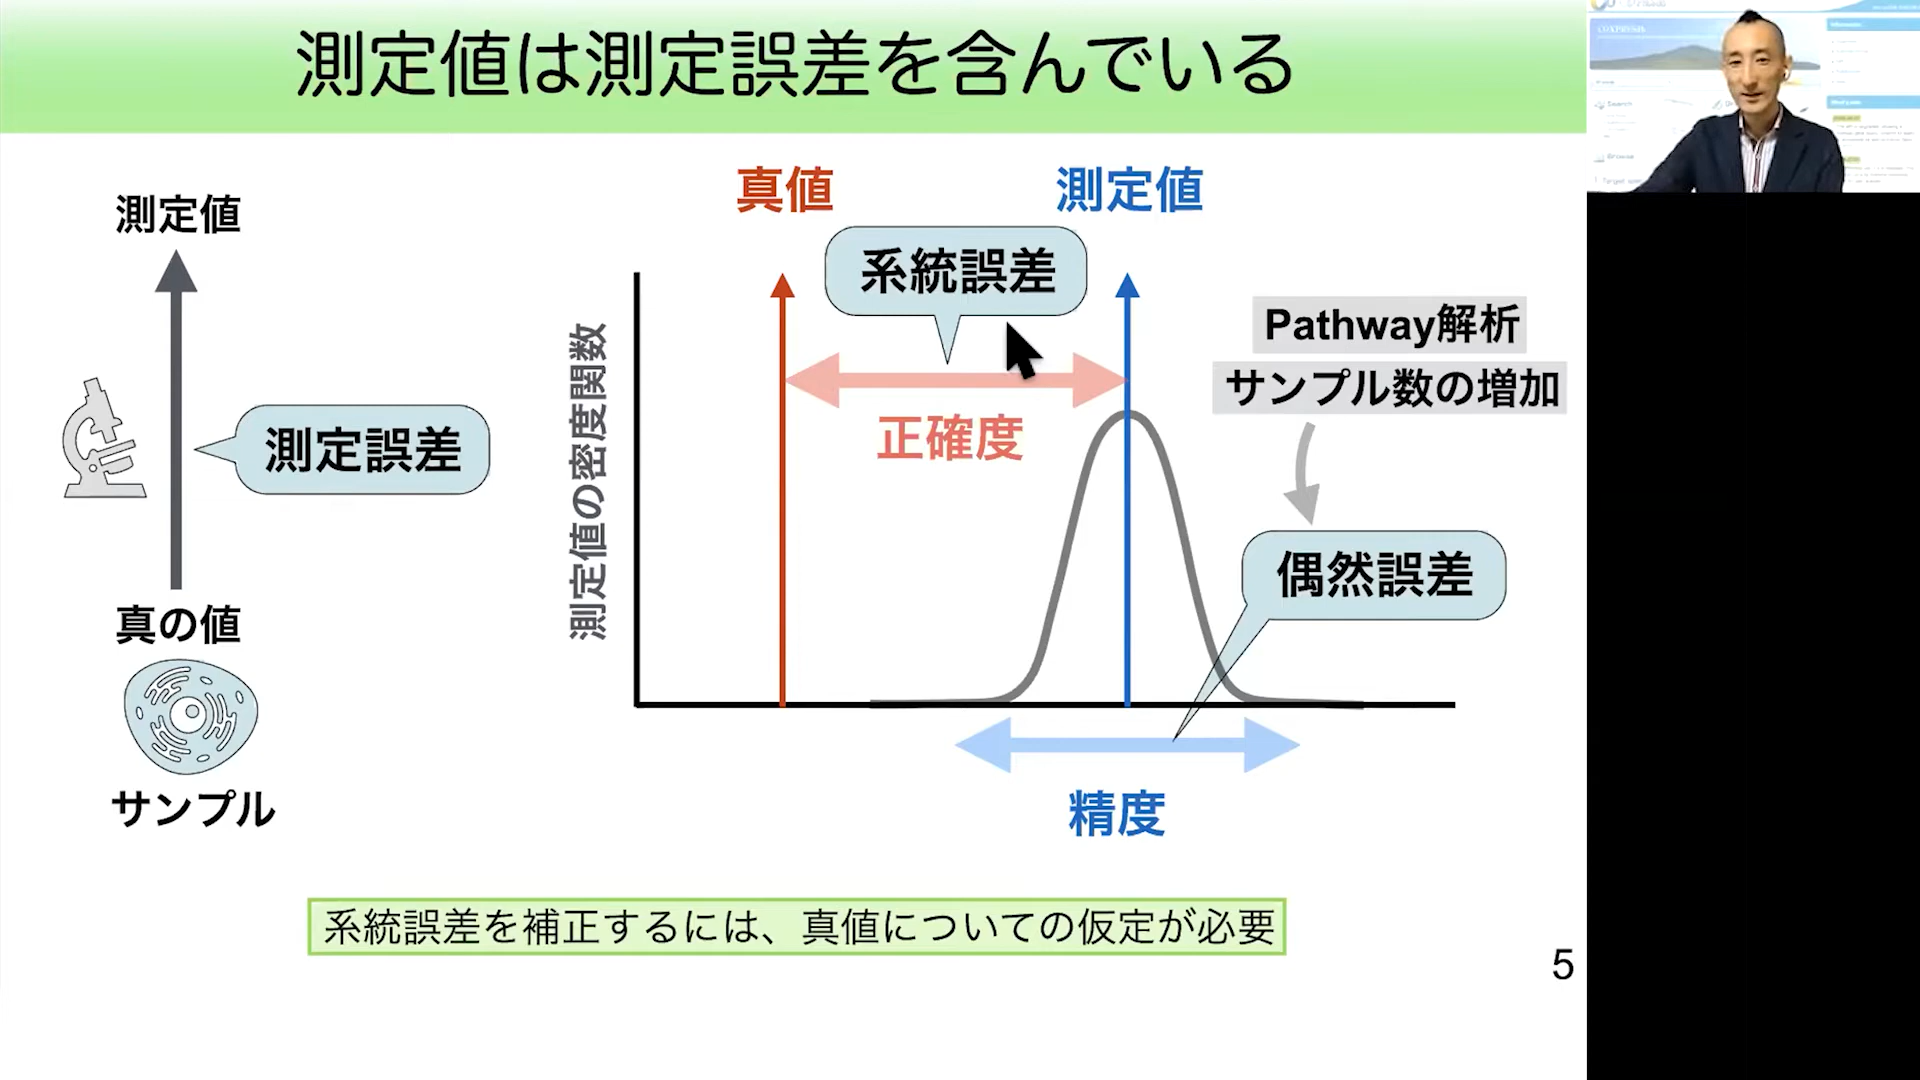 測定値は測定誤差を含んでいる
測定値
測定誤差
真の値
サンプル
真値
測定値
系統誤差
正確度
測定値の密度関数
Pathway解析
サンプル数の増加
偶然誤差
精度
系統誤差を補正するには、真値についての仮定が必要
5
COXPRESdb
Search
Browse